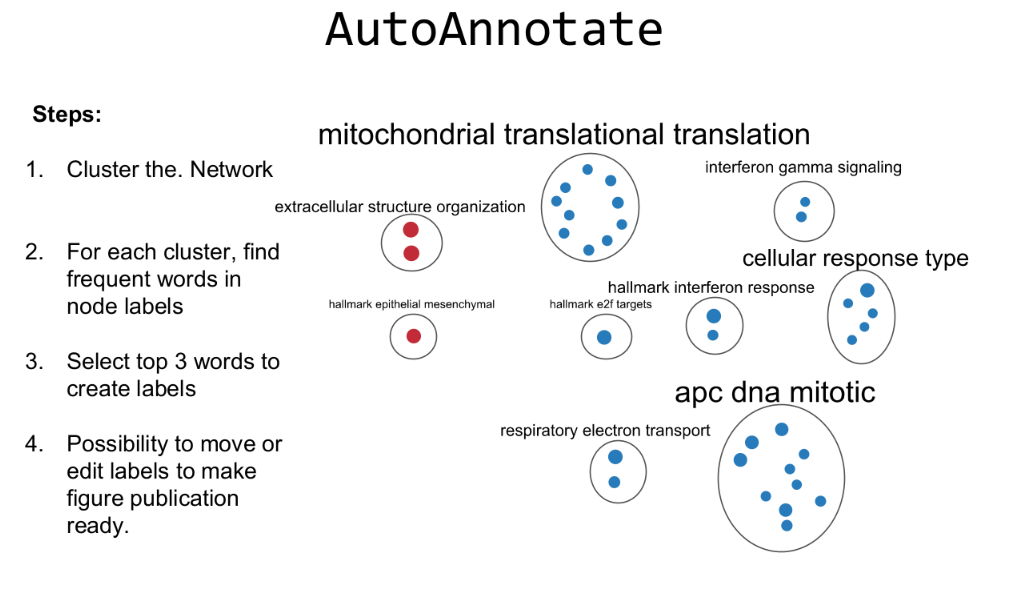 AutoAnnotate
Steps:
1. Cluster the. Network
2. For each cluster, find
frequent words in
node labels
3. Select top 3 words to
create labels
4. Possibility to move or
edit labels to make
figure publication
ready.
mitochondrial translational translation
interferon gamma signaling
extracellular structure organization
cellular response type
hallmark interferon response
hallmark epithelial mesenchymal
hallmark e2f targets
apc dna mitotic
respiratory electron transport